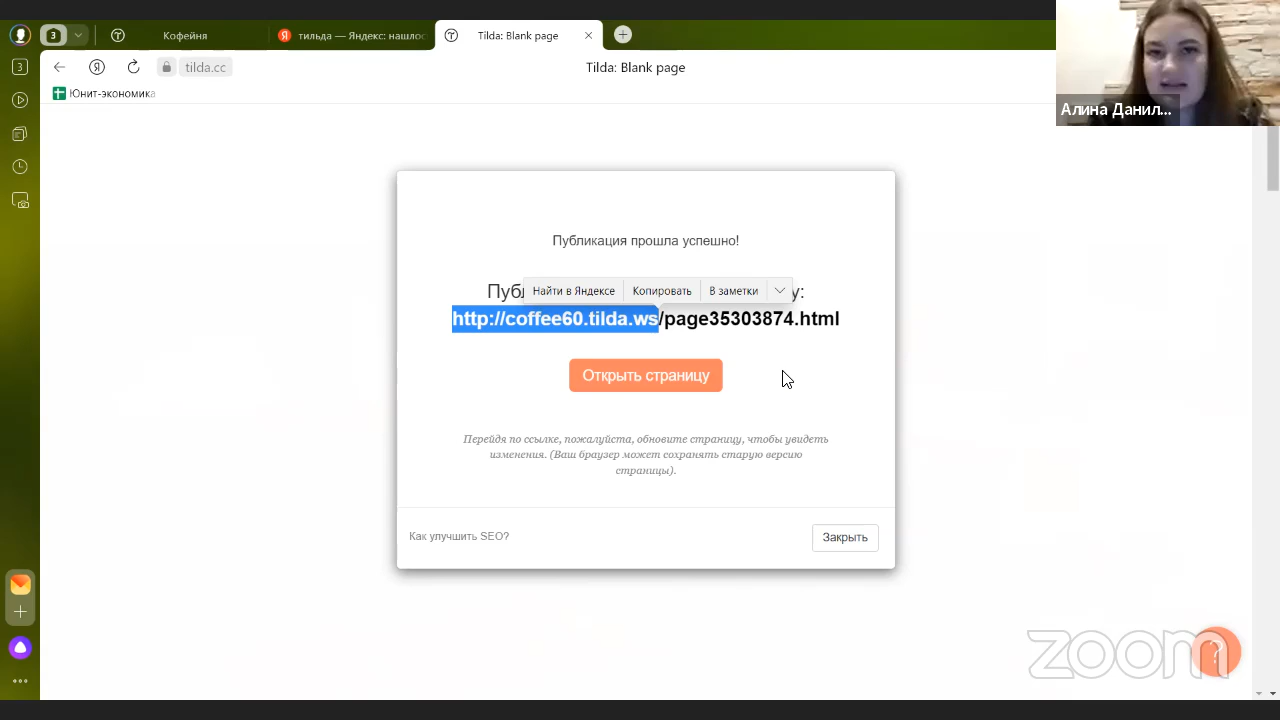 3
Кофейня
тильда — Яндекс: нашлос
Tilda: Blank page
3
tilda.cc
Tilda: Blank page
Юнит-экономика
Алина Данил...
Публикация прошла успешно!
Найти в Яндексе
Копировать
В заметки
у:
http://coffee60.tilda.ws/page35303874.html
Открыть страницу
Перейдя по ссылке, пожалуйста, обновите страницу, чтобы увидеть
изменения. (Ваш браузер может сохранять старую версию
страницы).
Как улучшить SEO?
Закрыть
zoom